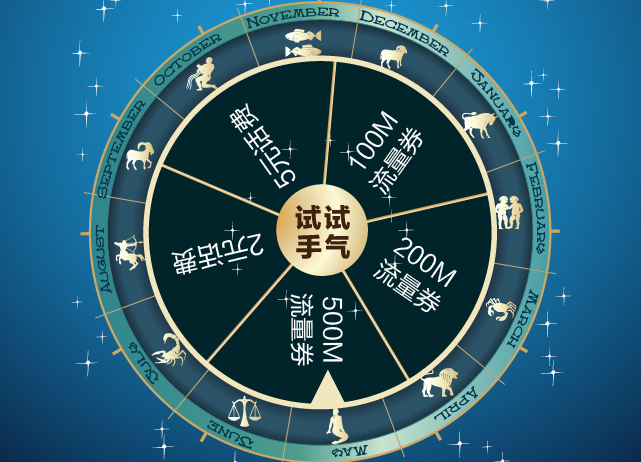 NOVEMBER
DECEMBER
JANUARY
FEBRUARY
MARCH
APRIL
MAY
JUNE
JULY
AUGUST
SEPTEMBER
OCTOBER
100M
流量券
200M
流量券
500M
流量券
2元话费
5元话费
试试
手气